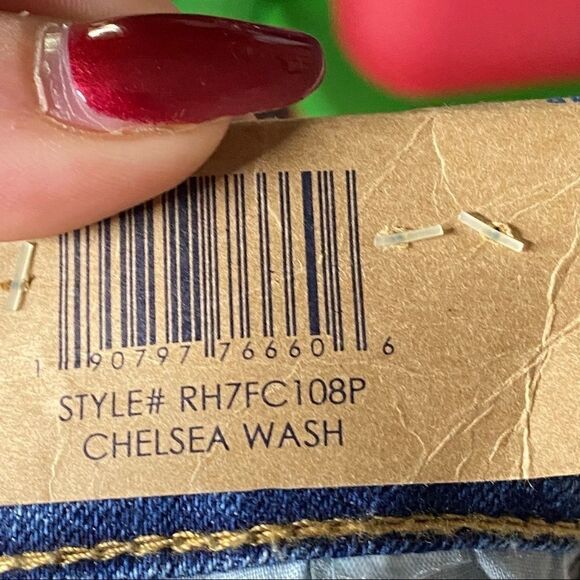 1 90797 76660 6
STYLE# RH7FC108P
CHELSEA WASH